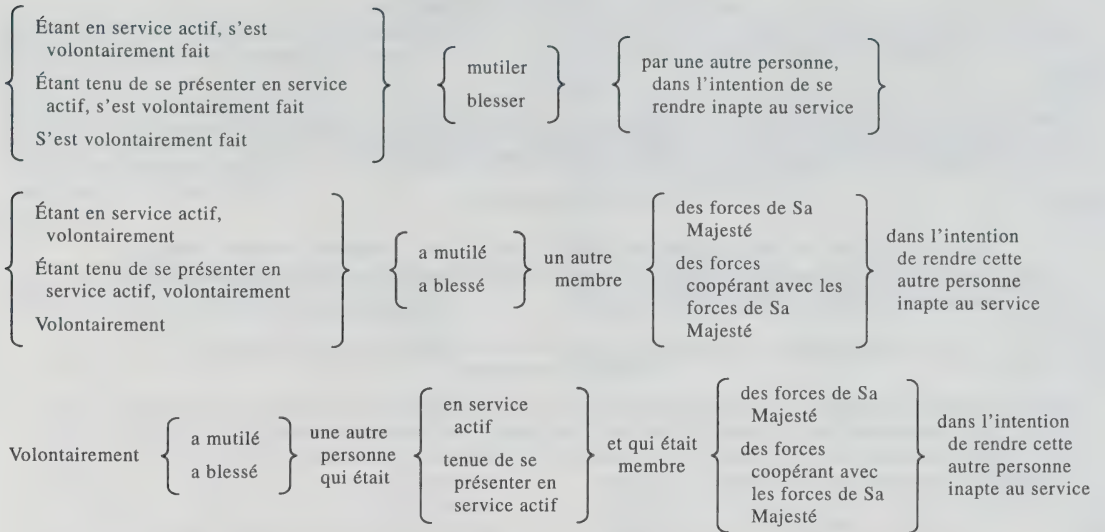 Étant en service actif, s'est
volontairement fait
Étant tenu de se présenter en service
actif, s'est volontairement fait
S'est volontairement fait
mutiler
blesser
par une autre personne,
dans l'intention de se
rendre inapte au service
Étant en service actif,
volontairement
Étant tenu de se présenter en
service actif, volontairement
Volontairement
a mutilé
a blessé
un autre
membre
des forces de Sa
Majesté
des forces
coopérant avec les
forces de Sa
Majesté
dans l'intention
de rendre cette
autre personne
inapte au service
Volontairement
a mutilé
a blessé
une autre
personne
qui était
en service
actif
tenue de se
présenter en
service actif
et qui était
membre
des forces de Sa
Majesté
des forces
coopérant avec
les forces de Sa
Majesté
dans l'intention
de rendre cette
autre personne
inapte au service